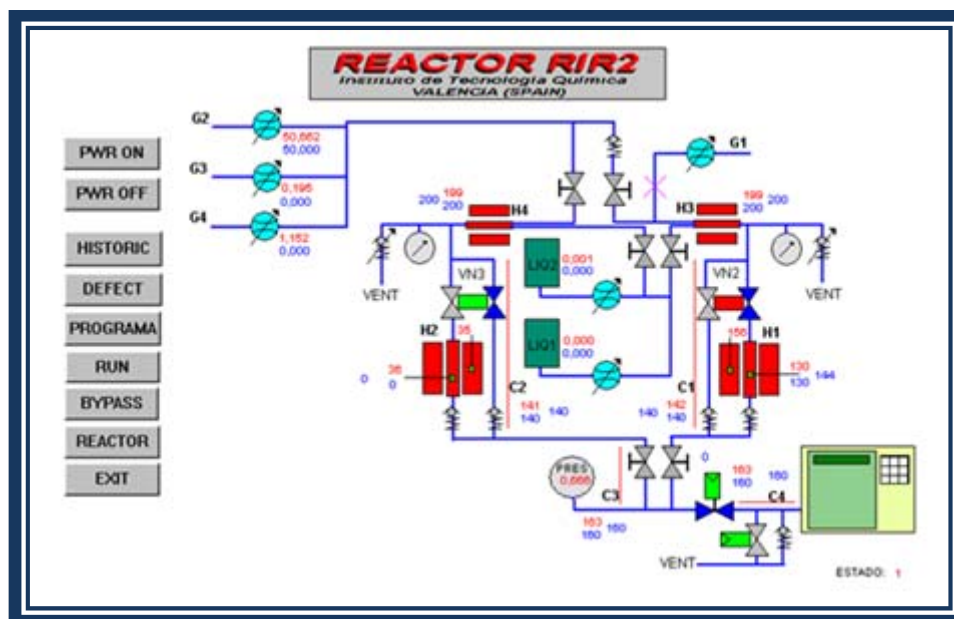 REACTOR RIR2
Instituto de Tecnología Química
VALENCIA (SPAIN)
PWR ON
PWR OFF
HISTORIC
DEFECT
PROGRAMA
RUN
BYPASS
REACTOR
EXIT
G2
50,662
50,000
G3
0,196
0,000
G4
1,152
0,000
G1
199
200 200
H4
199
200 200
H3
VENT
VN3
LIQ2
0,001
0,000
VN2
VENT
H2
35
36
0 0
LIQ1
0,000
0,000
156
H1
130
130 144
C2
141
140 140
C1
142
140 140
PRES
0,666
C3
163
160 160
0
163
160 160
C4
VENT
ESTADO: 1